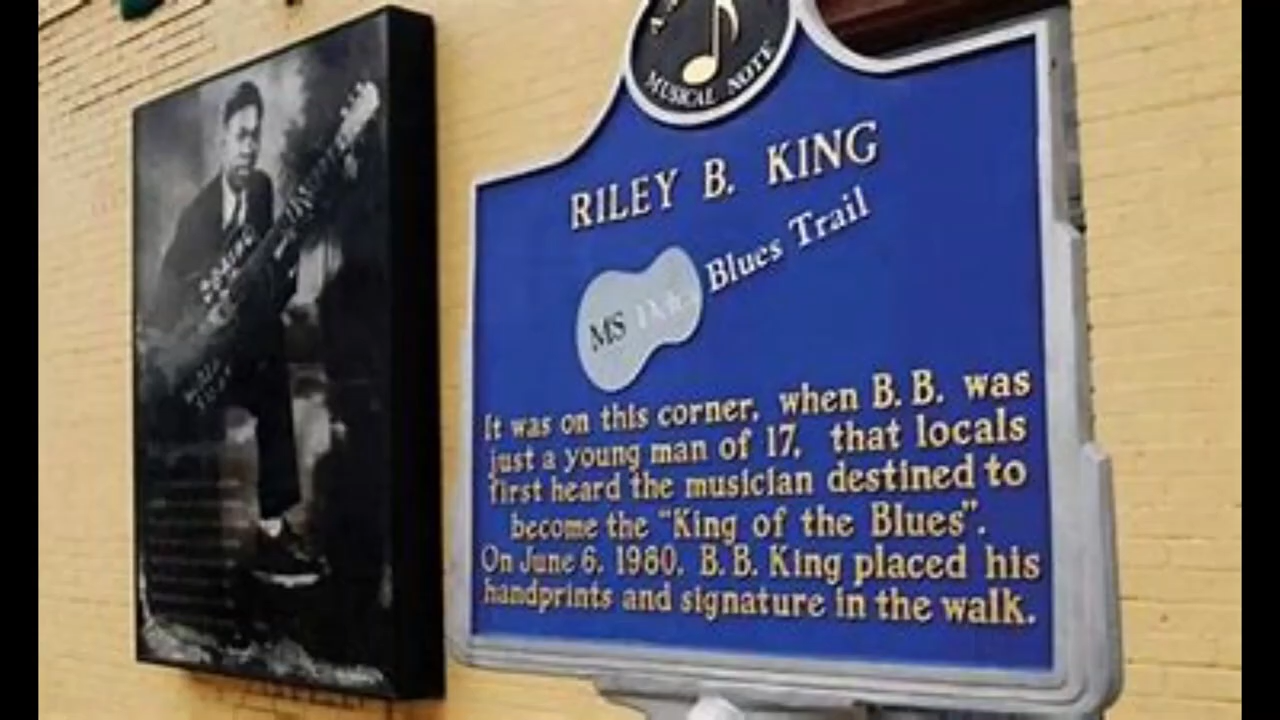 MUSICAL NOTE
RILEY B. KING
MS Delta Blues Trail
It was on this corner, when B.B. was
just a young man of 17, that locals
first heard the musician destined to
become the "King of the Blues".
On June 6, 1980, B.B. King placed his
handprints and signature in the walk.